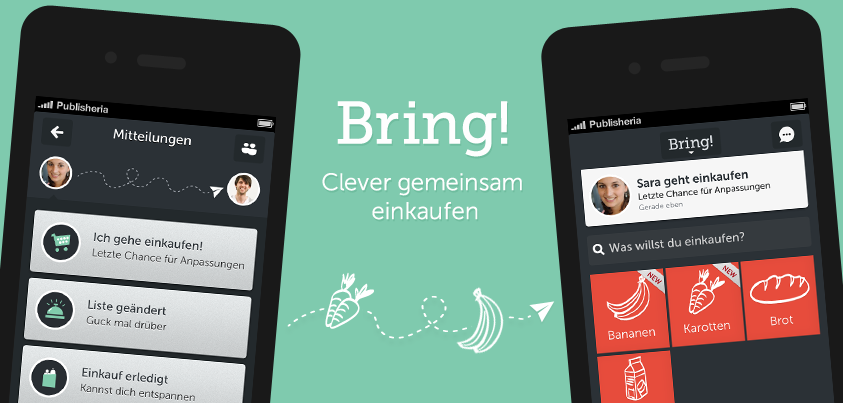 Publisheria
Mitteilungen
Ich gehe einkaufen!
Letzte Chance für Anpassungen
Liste geändert
Guck mal drüber
Einkauf erledigt
Kannst dich entspannen
Bring!
Clever gemeinsam
einkaufen
Publisheria
Bring!
Sara geht einkaufen
Letzte Chance für Anpassungen
Gerade eben
Was willst du einkaufen?
NEW
NEW
Bananen
Karotten
Brot